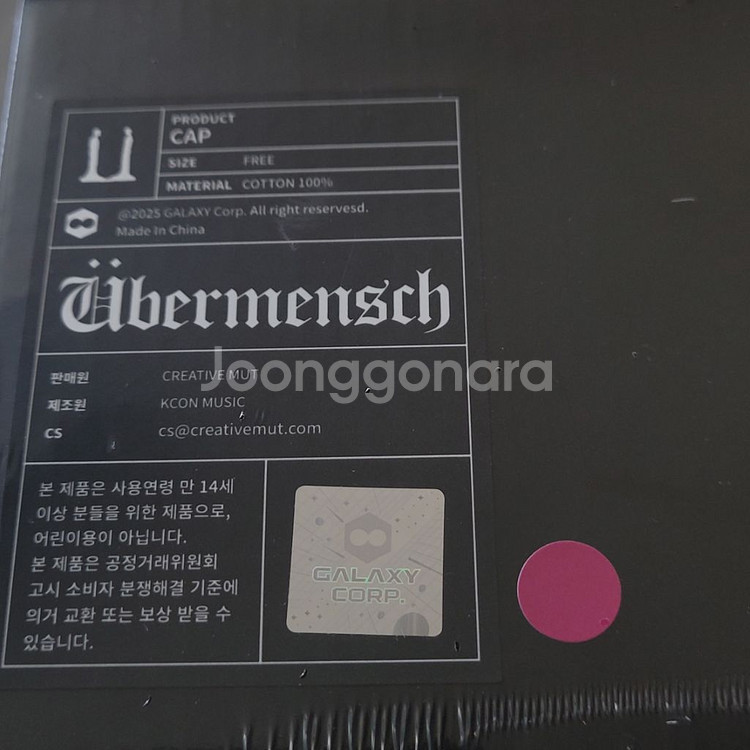 Ü
PRODUCT
CAP
SIZE FREE
MATERIAL COTTON 100%
@2025 GALAXY Corp. All right reservesd.
Made In China
Übermensch
판매원 CREATIVE MUT
제조원 KCON MUSIC
CS cs@creativemut.com
Joonggonara
본 제품은 사용연령 만 14세
이상 분들을 위한 제품으로,
어린이용이 아닙니다.
본 제품은 공정거래위원회
고시 소비자 분쟁해결 기준에
의거 교환 또는 보상 받을 수
있습니다.
GALAXY
CORP.